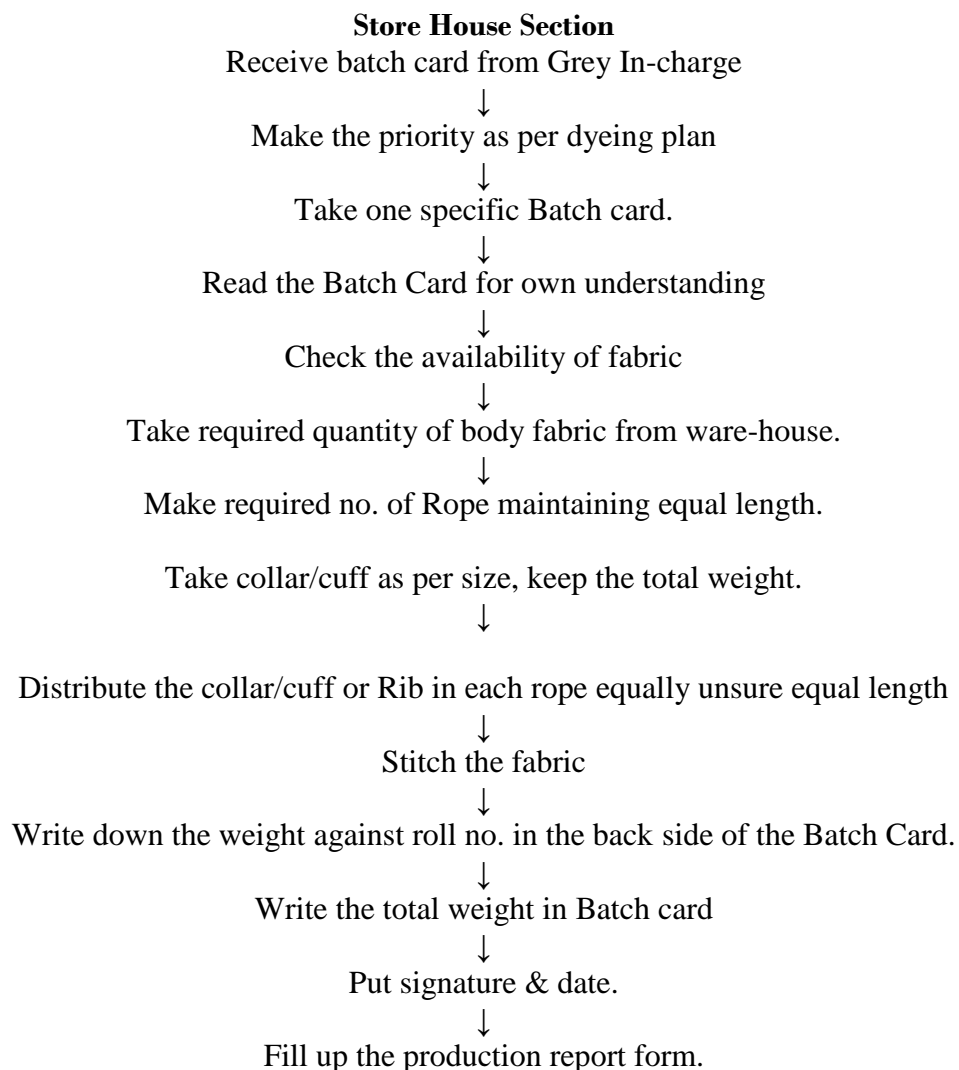 Store House Section
Receive batch card from Grey In-charge
↓
Make the priority as per dyeing plan
↓
Take one specific Batch card.
↓
Read the Batch Card for own understanding
↓
Check the availability of fabric
↓
Take required quantity of body fabric from ware-house.
↓
Make required no. of Rope maintaining equal length.
Take collar/cuff as per size, keep the total weight.
↓
Distribute the collar/cuff or Rib in each rope equally unsure equal length
↓
Stitch the fabric
↓
Write down the weight against roll no. in the back side of the Batch Card.
↓
Write the total weight in Batch card
↓
Put signature & date.
↓
Fill up the production report form.